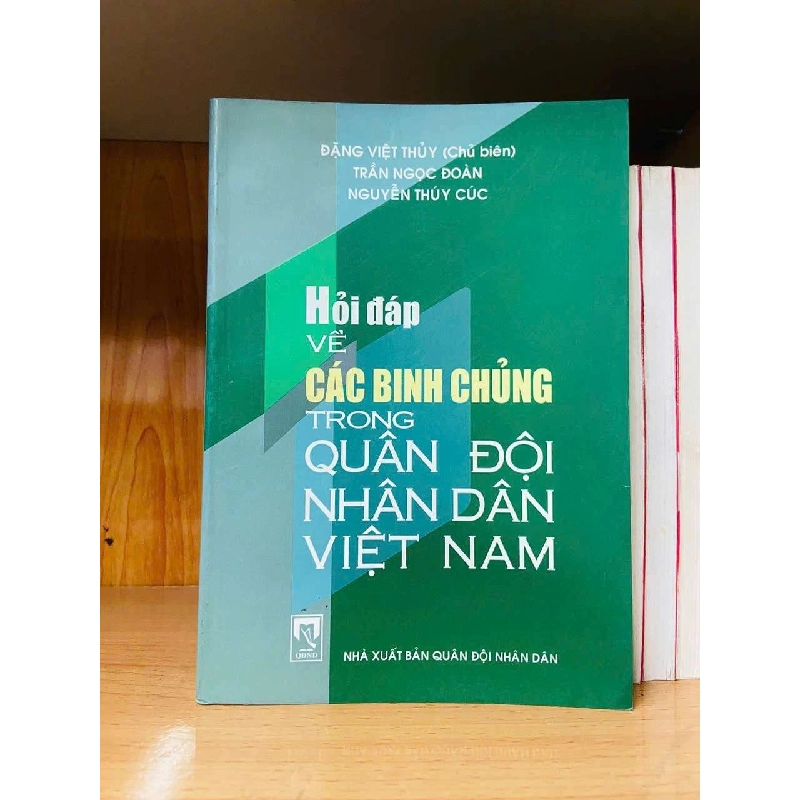 ĐẶNG VIỆT THỦY (Chủ biên)
TRẦN NGỌC ĐOÀN
NGUYỄN THÚY CÚC
Hỏi đáp
VỀ
CÁC BINH CHỦNG
TRONG
QUÂN ĐỘI
NHÂN DÂN
VIỆT NAM
QĐND
NHÀ XUẤT BẢN QUÂN ĐỘI NHÂN DÂN